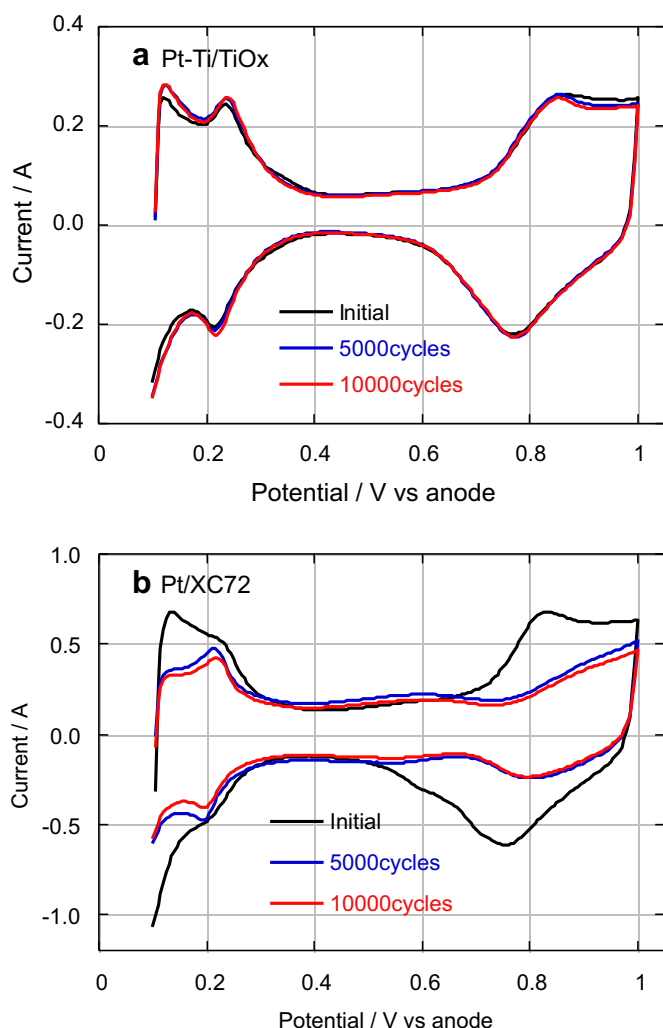 0.4
a Pt-Ti/TiOx
0.2
0.0
Current / A
Initial
-0.2
5000cycles
10000cycles
-0.4
0 0.2 0.4 0.6 0.8 1
Potential / V vs anode
1.0
b Pt/XC72
0.5
0.0
Current / A
-0.5
Initial
5000cycles
-1.0
10000cycles
0 0.2 0.4 0.6 0.8 1
Potential / V vs anode